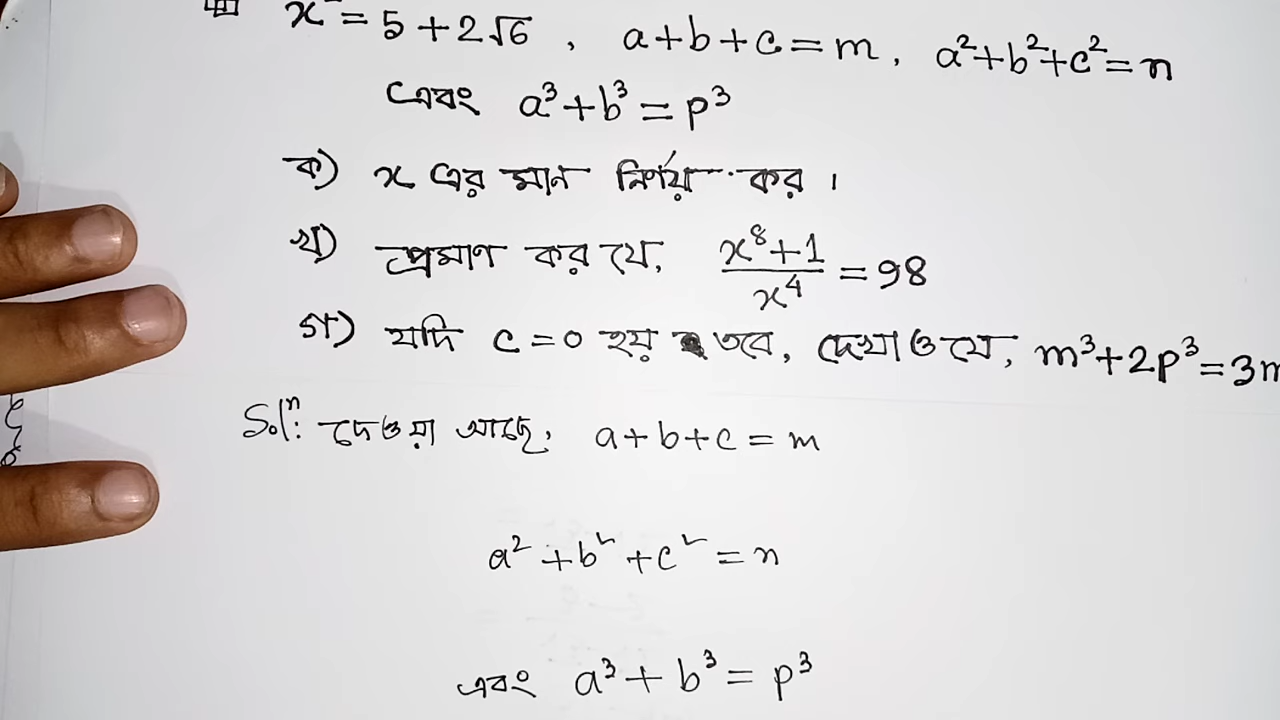 x² = 5 + 2√6 , a + b + c = m , a² + b² + c² = n
এবং a³ + b³ = p³
ক) x এর মান নির্ণয় কর ।
খ) প্রমাণ কর যে, (x⁸ + 1)/x⁴ = 98
গ) যদি c = 0 হয় তবে, দেখাও যে, m³ + 2p³ = 3m
Solⁿ: দেওয়া আছে, a + b + c = m
a² + b² + c² = n
এবং a³ + b³ = p³